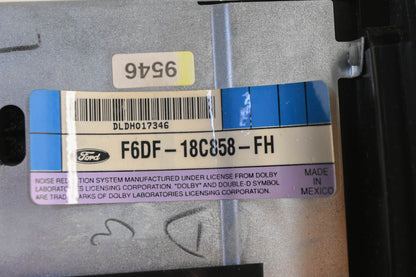 9546
DLDH017346
Ford
F6DF-18C858-FH
NOISE REDUCTION SYSTEM MANUFACTURED UNDER LICENSE FROM DOLBY
LABORATORIES LICENSING CORPORATION. "DOLBY" AND DOUBLE-D SYMBOL
ARE TRADEMARKS OF DOLBY LABORATORIES LICENSING CORPORATION.
MADE
IN
MEXICO
3